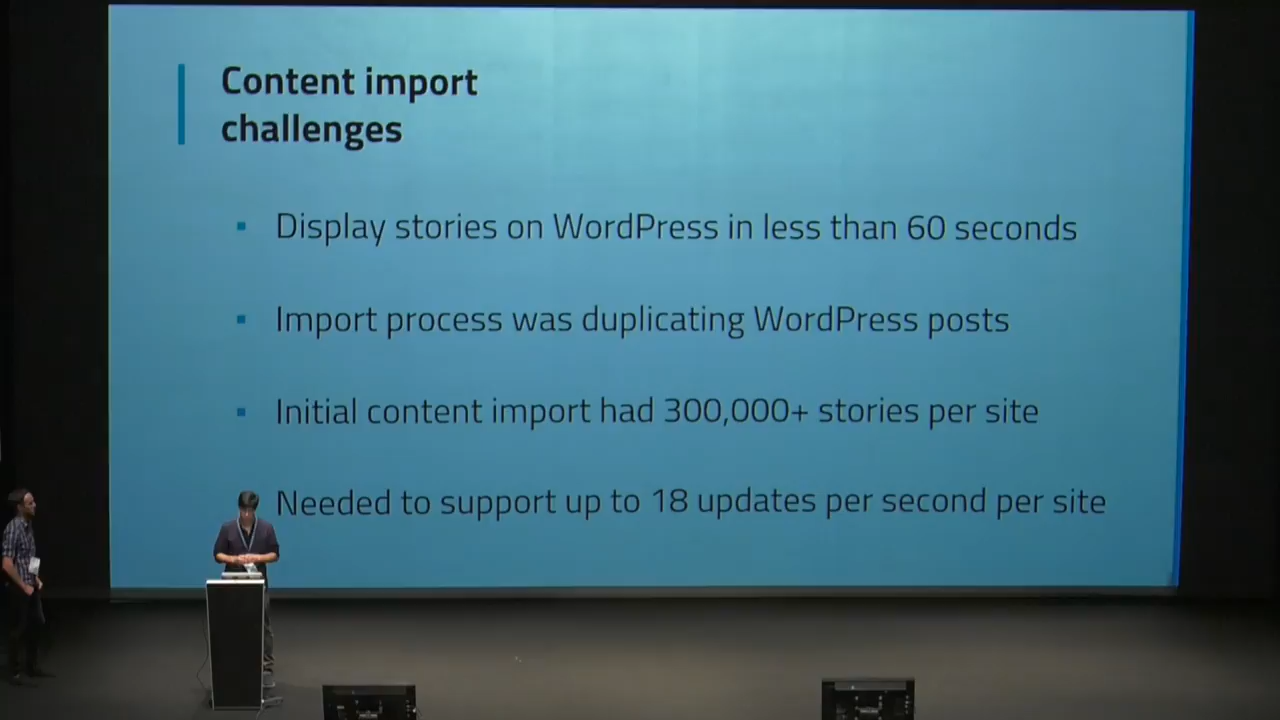 Content import
challenges
Display stories on WordPress in less than 60 seconds
Import process was duplicating WordPress posts
Initial content import had 300,000+ stories per site
Needed to support up to 18 updates per second per site